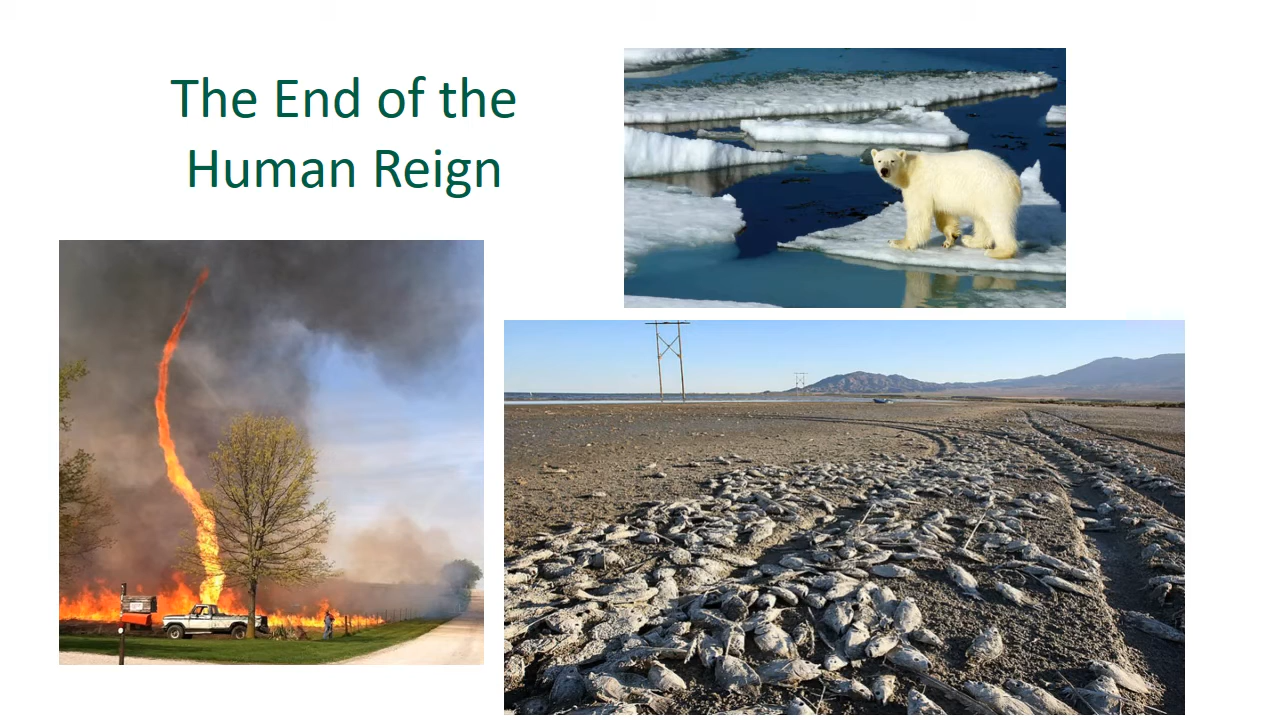 The End of the
Human Reign